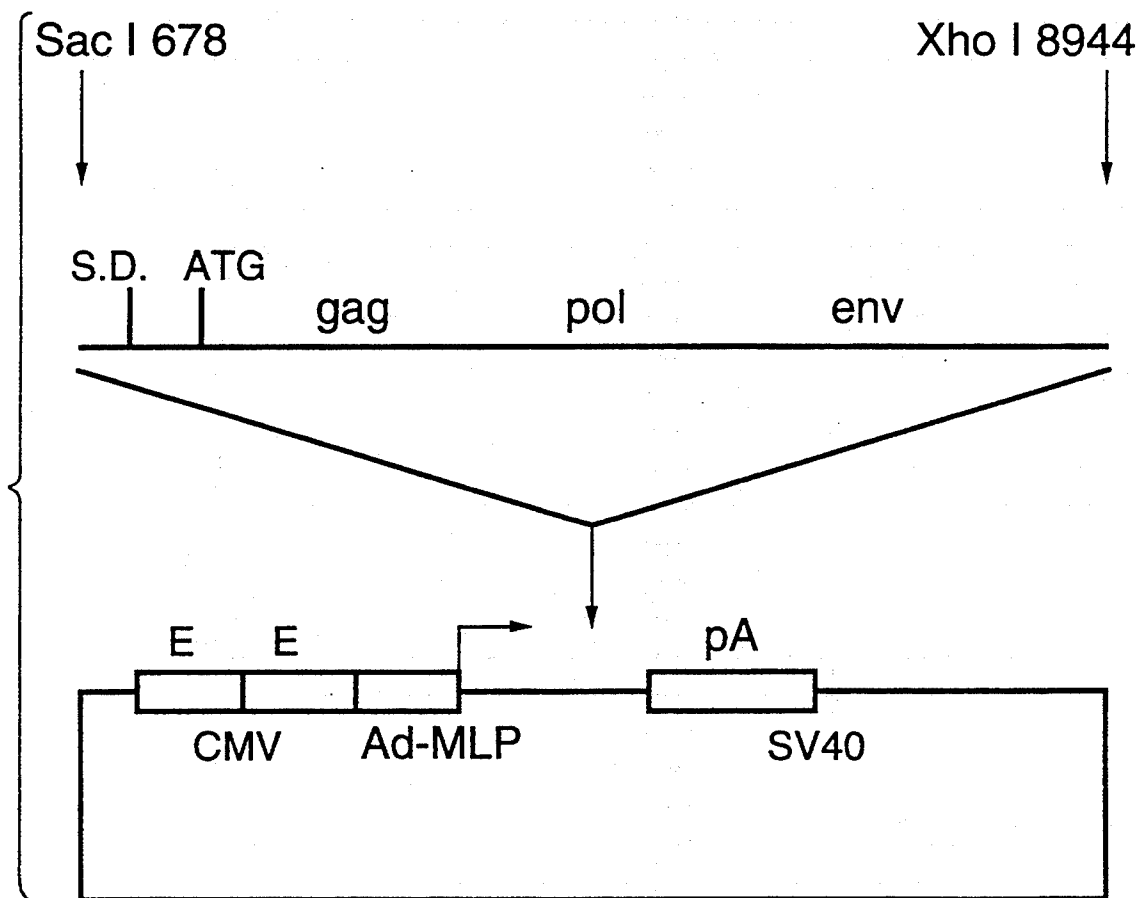 Sac I 678 Xho I 8944
S.D. ATG
gag pol env
E E pA
CMV Ad-MLP SV40